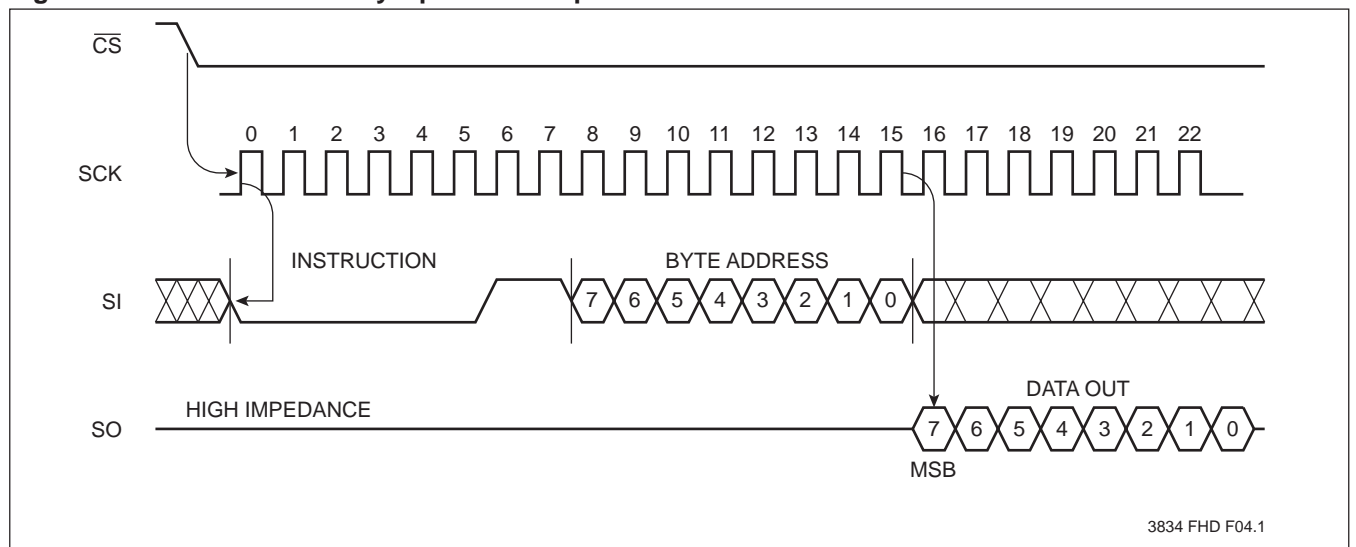 CS
0 1 2 3 4 5 6 7 8 9 10 11 12 13 14 15 16 17 18 19 20 21 22
SCK
INSTRUCTION BYTE ADDRESS
SI 7 6 5 4 3 2 1 0
DATA OUT
HIGH IMPEDANCE
SO 7 6 5 4 3 2 1 0
MSB
3834 FHD F04.1